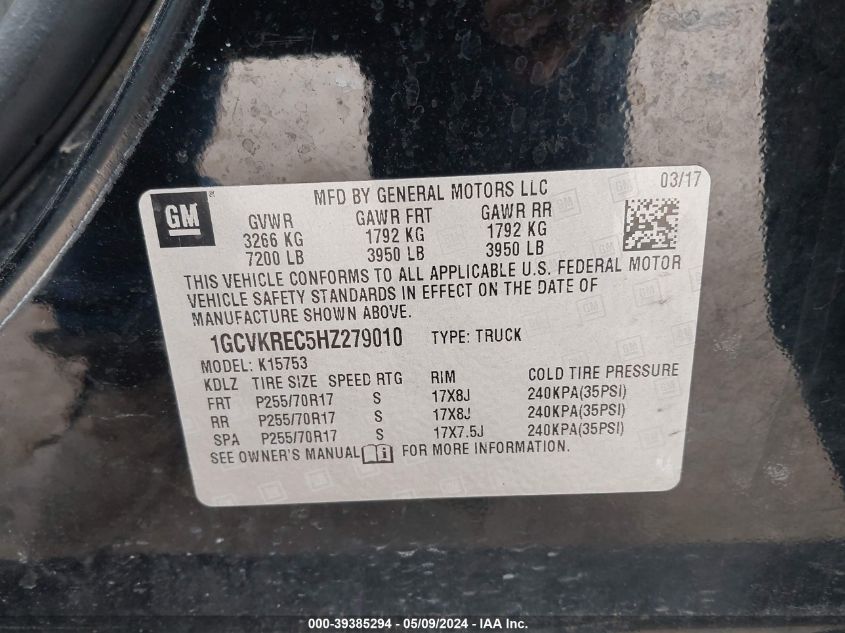 MFD BY GENERAL MOTORS LLC 03/17
GM ®
GVWR GAWR FRT GAWR RR
3266 KG 1792 KG 1792 KG
7200 LB 3950 LB 3950 LB
THIS VEHICLE CONFORMS TO ALL APPLICABLE U.S. FEDERAL MOTOR
VEHICLE SAFETY STANDARDS IN EFFECT ON THE DATE OF
MANUFACTURE SHOWN ABOVE.
1GCVKREC5HZ279010 TYPE: TRUCK
MODEL: K15753
KDLZ TIRE SIZE SPEED RTG RIM COLD TIRE PRESSURE
FRT P255/70R17 S 17X8J 240KPA(35PSI)
RR P255/70R17 S 17X8J 240KPA(35PSI)
SPA P255/70R17 S 17X7.5J 240KPA(35PSI)
SEE OWNER'S MANUAL i FOR MORE INFORMATION.
000-39385294 - 05/09/2024 - IAA Inc.